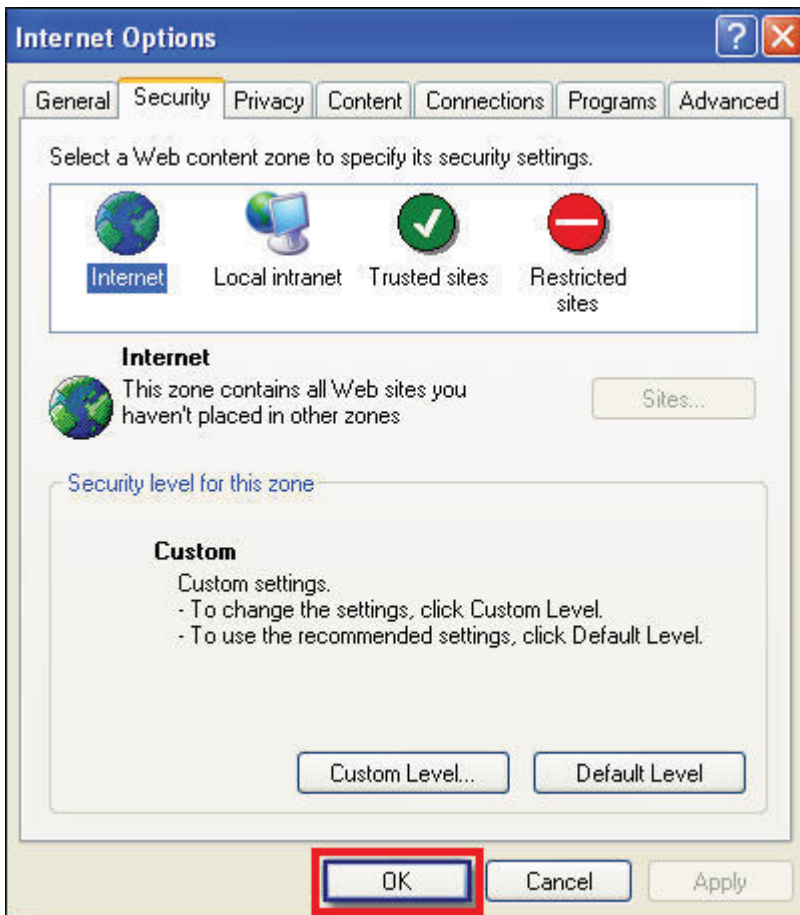 Internet Options
?
General Security Privacy Content Connections Programs Advanced
Select a Web content zone to specify its security settings.
Internet Local intranet Trusted sites Restricted sites
Internet
This zone contains all Web sites you
haven't placed in other zones
Sites...
Security level for this zone
Custom
Custom settings.
- To change the settings, click Custom Level.
- To use the recommended settings, click Default Level.
Custom Level... Default Level
OK Cancel Apply